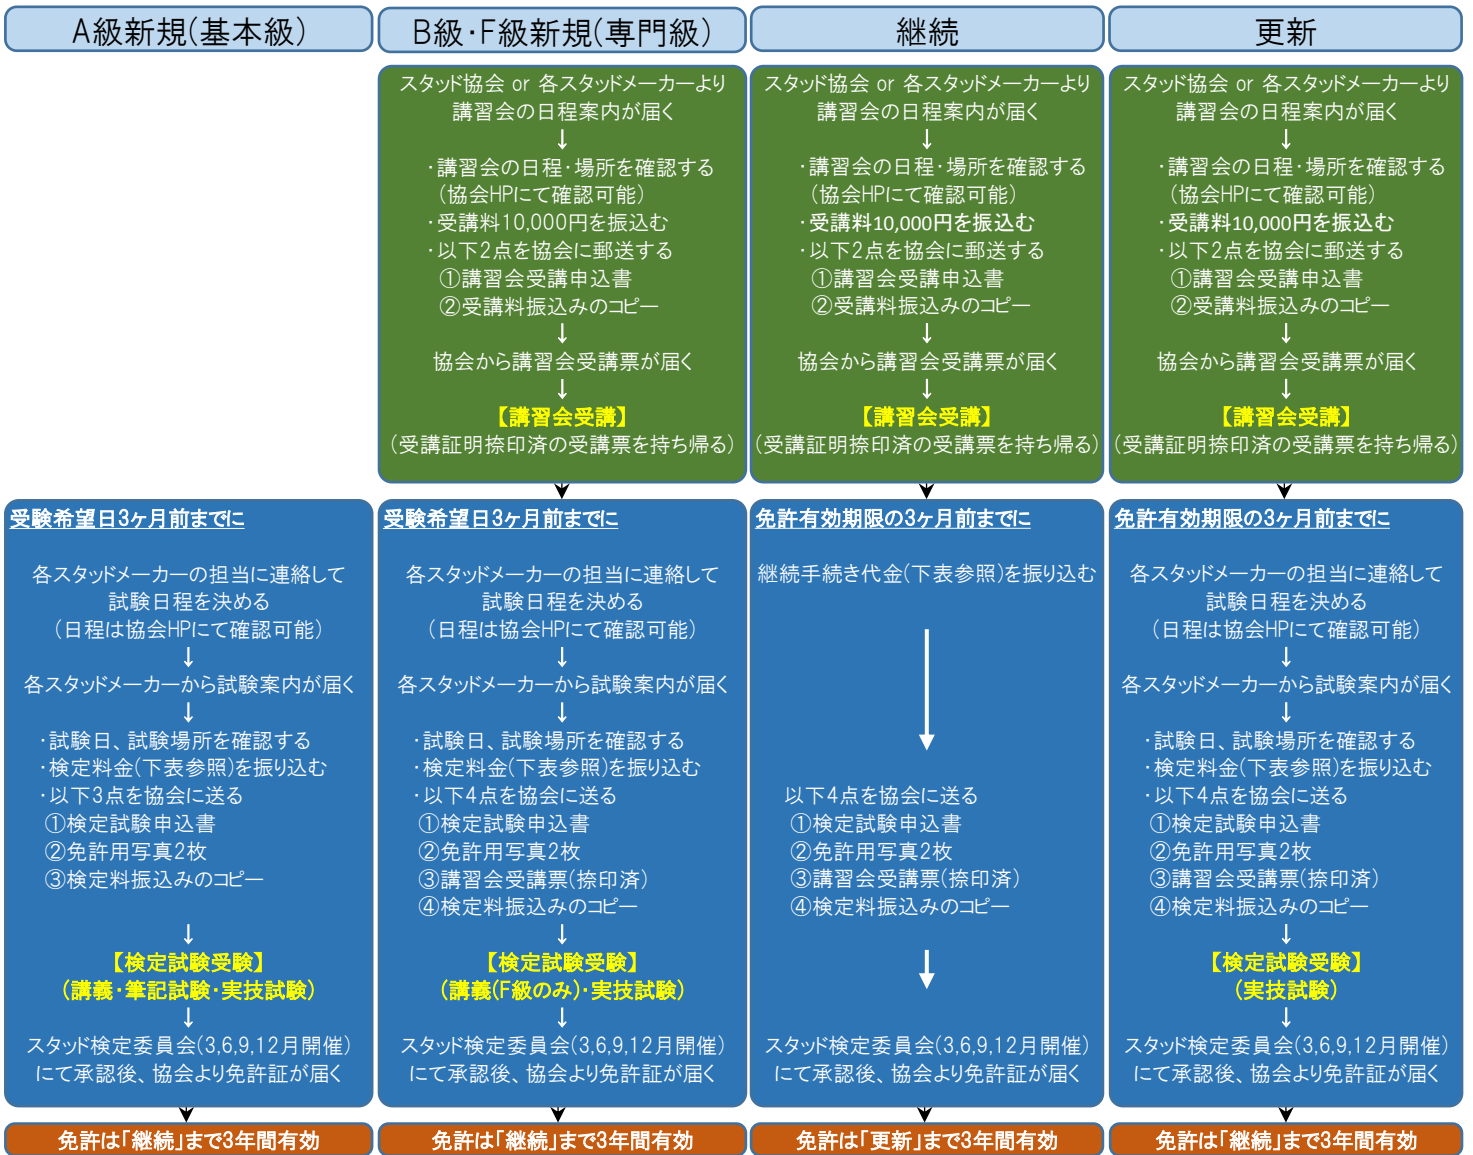 A級新規(基本級)
B級・F級新規(専門級)
継続
更新
スタッド協会 or 各スタッドメーカーより
講習会の日程案内が届く
↓
・講習会の日程・場所を確認する
(協会HPにて確認可能)
・受講料10,000円を振込む
・以下2点を協会に郵送する
①講習会受講申込書
②受講料振込みのコピー
↓
協会から講習会受講票が届く
↓
【講習会受講】
(受講証明捺印済の受講票を持ち帰る)
スタッド協会 or 各スタッドメーカーより
講習会の日程案内が届く
↓
・講習会の日程・場所を確認する
(協会HPにて確認可能)
・受講料10,000円を振込む
・以下2点を協会に郵送する
①講習会受講申込書
②受講料振込みのコピー
↓
協会から講習会受講票が届く
↓
【講習会受講】
(受講証明捺印済の受講票を持ち帰る)
スタッド協会 or 各スタッドメーカーより
講習会の日程案内が届く
↓
・講習会の日程・場所を確認する
(協会HPにて確認可能)
・受講料10,000円を振込む
・以下2点を協会に郵送する
①講習会受講申込書
②受講料振込みのコピー
↓
協会から講習会受講票が届く
↓
【講習会受講】
(受講証明捺印済の受講票を持ち帰る)
受験希望日3ヶ月前までに
各スタッドメーカーの担当に連絡して
試験日程を決める
(日程は協会HPにて確認可能)
↓
各スタッドメーカーから試験案内が届く
↓
・試験日、試験場所を確認する
・検定料金(下表参照)を振り込む
・以下3点を協会に送る
①検定試験申込書
②免許用写真2枚
③検定料振込みのコピー
↓
【検定試験受験】
(講義・筆記試験・実技試験)
↓
スタッド検定委員会(3,6,9,12月開催)
にて承認後、協会より免許証が届く
受験希望日3ヶ月前までに
各スタッドメーカーの担当に連絡して
試験日程を決める
(日程は協会HPにて確認可能)
↓
各スタッドメーカーから試験案内が届く
↓
・試験日、試験場所を確認する
・検定料金(下表参照)を振り込む
・以下4点を協会に送る
①検定試験申込書
②免許用写真2枚
③講習会受講票(捺印済)
④検定料振込みのコピー
↓
【検定試験受験】
(講義(F級のみ)・実技試験)
↓
スタッド検定委員会(3,6,9,12月開催)
にて承認後、協会より免許証が届く
免許有効期限の3ヶ月前までに
継続手続き代金(下表参照)を振り込む
以下4点を協会に送る
①検定試験申込書
②免許用写真2枚
③講習会受講票(捺印済)
④検定料振込みのコピー
スタッド検定委員会(3,6,9,12月開催)
にて承認後、協会より免許証が届く
免許有効期限の3ヶ月前までに
各スタッドメーカーの担当に連絡して
試験日程を決める
(日程は協会HPにて確認可能)
↓
各スタッドメーカーから試験案内が届く
↓
・試験日、試験場所を確認する
・検定料金(下表参照)を振り込む
・以下4点を協会に送る
①検定試験申込書
②免許用写真2枚
③講習会受講票(捺印済)
④検定料振込みのコピー
↓
【検定試験受験】
(実技試験)
↓
スタッド検定委員会(3,6,9,12月開催)
にて承認後、協会より免許証が届く
免許は「継続」まで3年間有効
免許は「継続」まで3年間有効
免許は「更新」まで3年間有効
免許は「継続」まで3年間有効